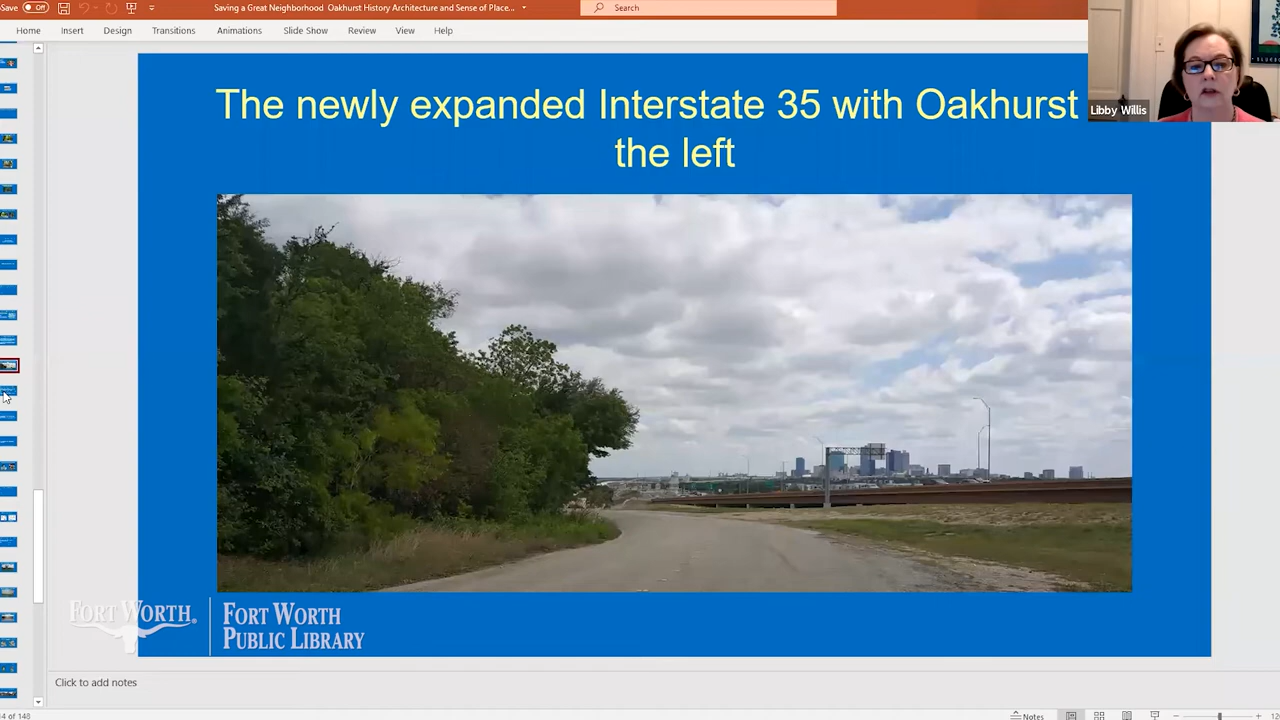 Save
Off
Saving a Great Neighborhood Oakhurst History Architecture and Sense of Place...
Search
Home
Insert
Design
Transitions
Animations
Slide Show
Review
View
Help
Libby Willis
The newly expanded Interstate 35 with Oakhurst
the left
FORT WORTH®
FORT WORTH
PUBLIC LIBRARY
Click to add notes
of 148
Notes